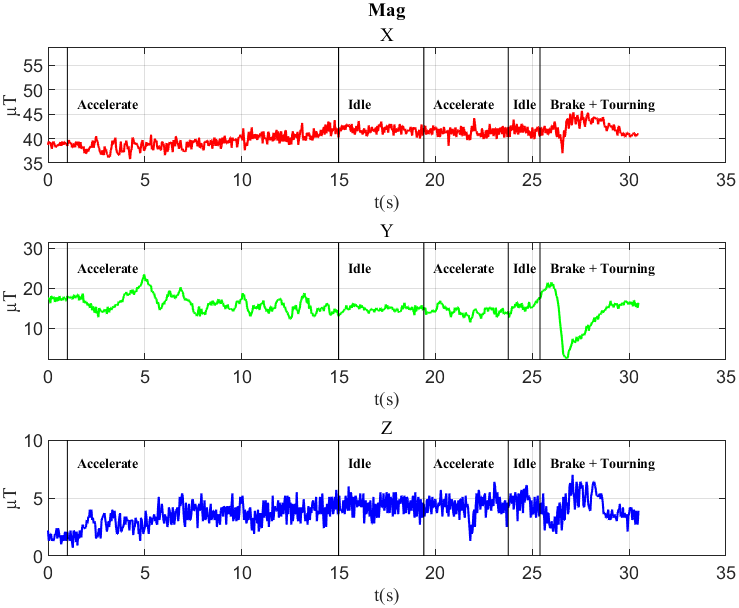 Mag
X
55
50
45
40
35
μT
Accelerate Idle Accelerate Idle Brake + Tourning
0 5 10 15 20 25 30 35
t(s)
Y
30
20
10
μT
Accelerate Idle Accelerate Idle Brake + Tourning
0 5 10 15 20 25 30 35
t(s)
Z
10
5
0
μT
Accelerate Idle Accelerate Idle Brake + Tourning
0 5 10 15 20 25 30 35
t(s)